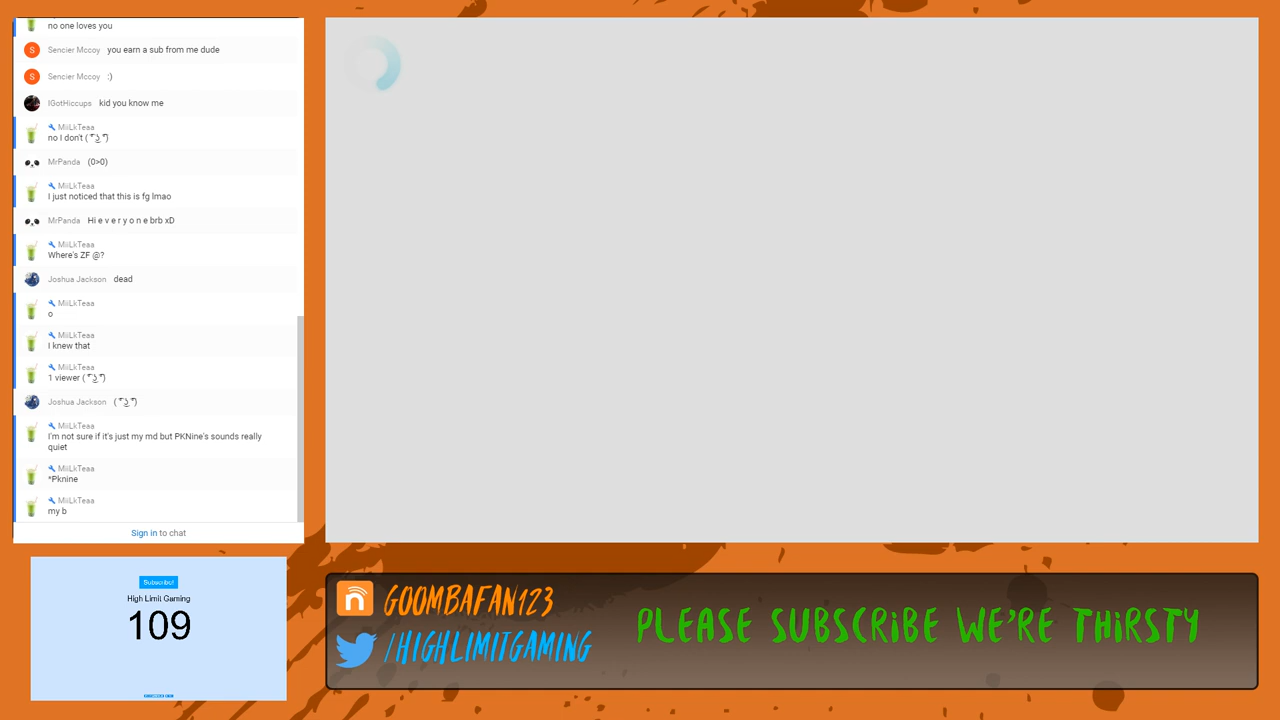 no one loves you
S Sencier Mccoy you earn a sub from me dude
S Sencier Mccoy :)
IGotHiccups kid you know me
MiiLkTeaa
no I don't ( ͡° ͜ʖ ͡°)
MrPanda (0>0)
MiiLkTeaa
I just noticed that this is fg lmao
MrPanda Hi e v e r y o n e brb xD
MiiLkTeaa
Where's ZF @?
Joshua Jackson dead
MiiLkTeaa
o
MiiLkTeaa
I knew that
MiiLkTeaa
1 viewer ( ͡° ͜ʖ ͡°)
Joshua Jackson ( ͡° ͜ʖ ͡°)
MiiLkTeaa
I'm not sure if it's just my md but PKNine's sounds really
quiet
MiiLkTeaa
*Pknine
MiiLkTeaa
my b
Sign in to chat
Subscribe!
High Limit Gaming
109
GOOMBAFAN123
/HIGHLIMITGAMING
PLEASE SUBSCRIBE WE'RE THIRSTY